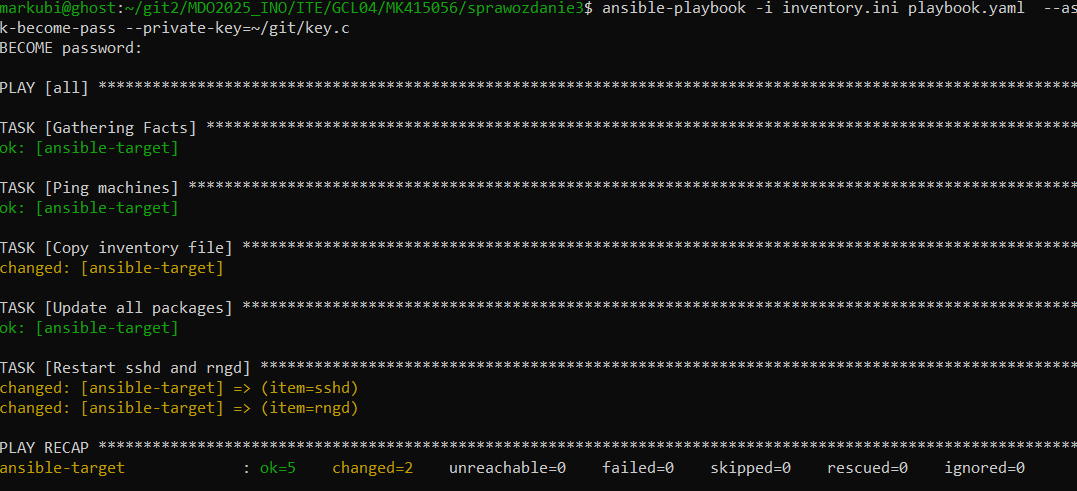 markubi@ghost:~/git2/MDO2025_INO/ITE/GCL04/MK415056/sprawozdanie3$ ansible-playbook -i inventory.ini playbook.yaml  --as
k-become-pass --private-key=~/git/key.c
BECOME password:
PLAY [all] *************************************************************************************************************
TASK [Gathering Facts] *************************************************************************************************
ok: [ansible-target]
TASK [Ping machines] ***************************************************************************************************
ok: [ansible-target]
TASK [Copy inventory file] *********************************************************************************************
changed: [ansible-target]
TASK [Update all packages] *********************************************************************************************
ok: [ansible-target]
TASK [Restart sshd and rngd] *******************************************************************************************
changed: [ansible-target] => (item=sshd)
changed: [ansible-target] => (item=rngd)
PLAY RECAP *************************************************************************************************************
ansible-target             : ok=5    changed=2    unreachable=0    failed=0    skipped=0    rescued=0    ignored=0